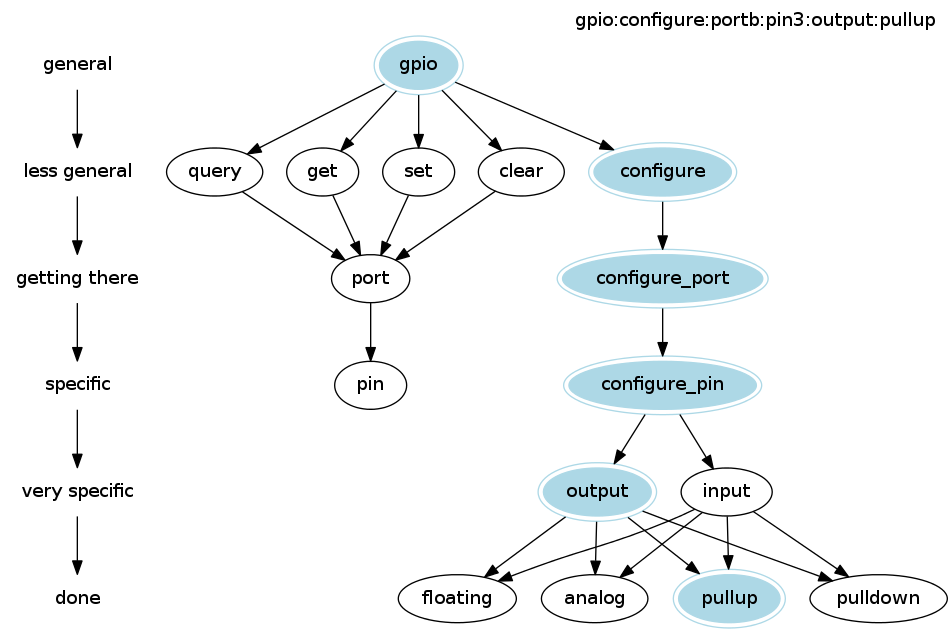 gpio:configure:portb:pin3:output:pullup
general
gpio
less general
query
get
set
clear
configure
getting there
port
configure_port
specific
pin
configure_pin
very specific
output
input
done
floating
analog
pullup
pulldown